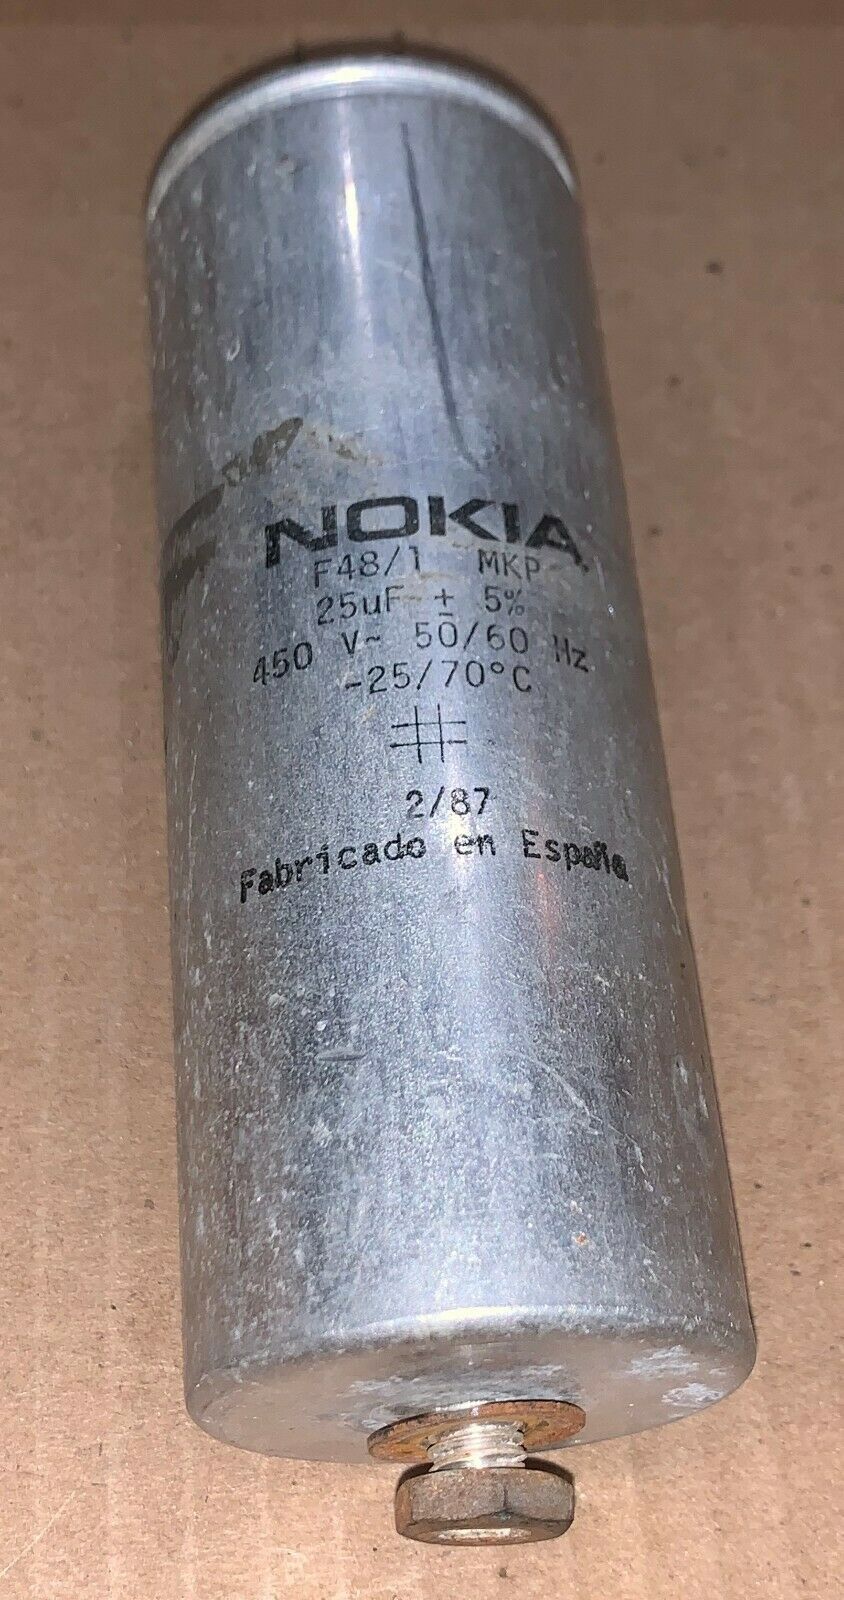 NOKIA
F48/1 MKP
25uF ± 5%
450 V~ 50/60 Hz
-25/70°C
2/87
Fabricado en España